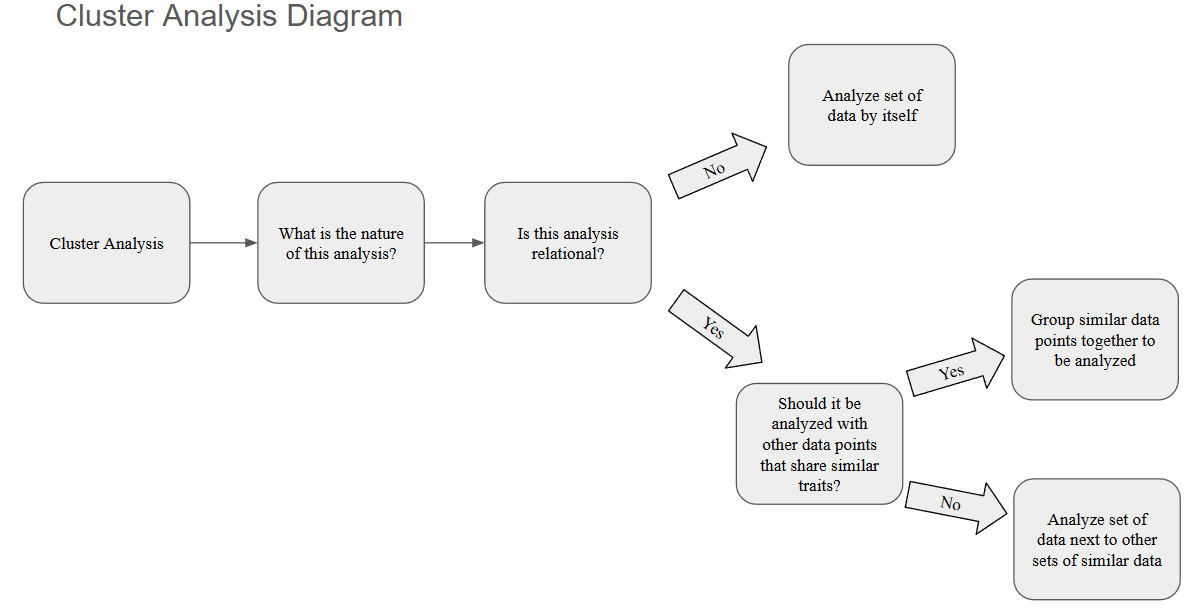 Cluster Analysis Diagram
Cluster Analysis
What is the nature
of this analysis?
Is this analysis
relational?
No
Analyze set of
data by itself
Yes
Should it be
analyzed with
other data points
that share similar
traits?
Yes
Group similar data
points together to
be analyzed
No
Analyze set of
data next to other
sets of similar data